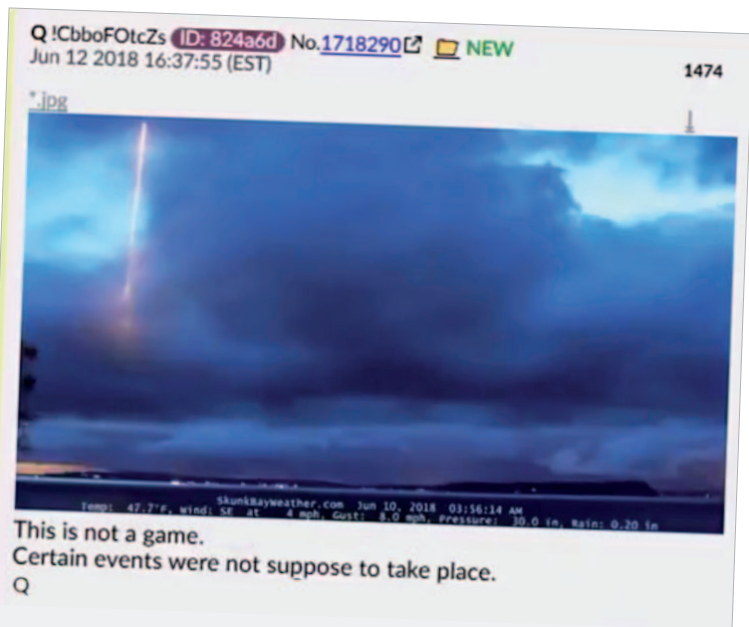 Q !CbboFOtcZs ID: 824a6d No.1718290 NEW
Jun 12 2018 16:37:55 (EST)
1474
*.jpg
SkunkBayWeather.com Jun 10, 2018 03:56:14 AM
Temp: 47.7°F, Wind: SE at 4 mph, Gust: 8.0 mph, Pressure: 30.0 in, Rain: 0.20 in
This is not a game.
Certain events were not suppose to take place.
Q